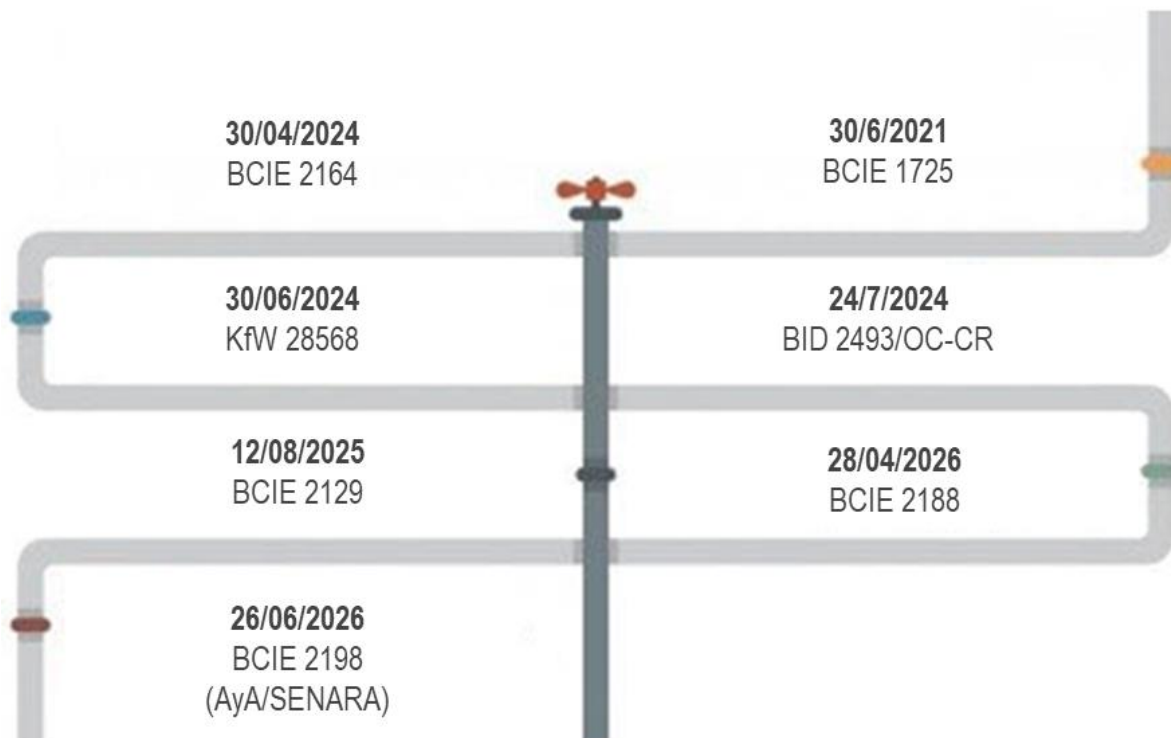 30/04/2024
BCIE 2164
30/6/2021
BCIE 1725
30/06/2024
KfW 28568
24/7/2024
BID 2493/OC-CR
12/08/2025
BCIE 2129
28/04/2026
BCIE 2188
26/06/2026
BCIE 2198
(AyA/SENARA)